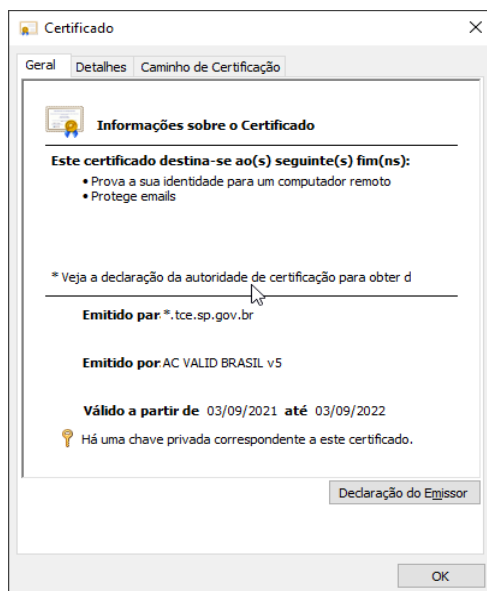 Certificado
Geral Detalhes Caminho de Certificação
Informações sobre o Certificado
Este certificado destina-se ao(s) seguinte(s) fim(ns):
• Prova a sua identidade para um computador remoto
• Protege emails
* Veja a declaração da autoridade de certificação para obter d
Emitido par *.tce.sp.gov.br
Emitido por AC VALID BRASIL v5
Válido a partir de 03/09/2021 até 03/09/2022
Há uma chave privada correspondente a este certificado.
Declaração do Emissor
OK